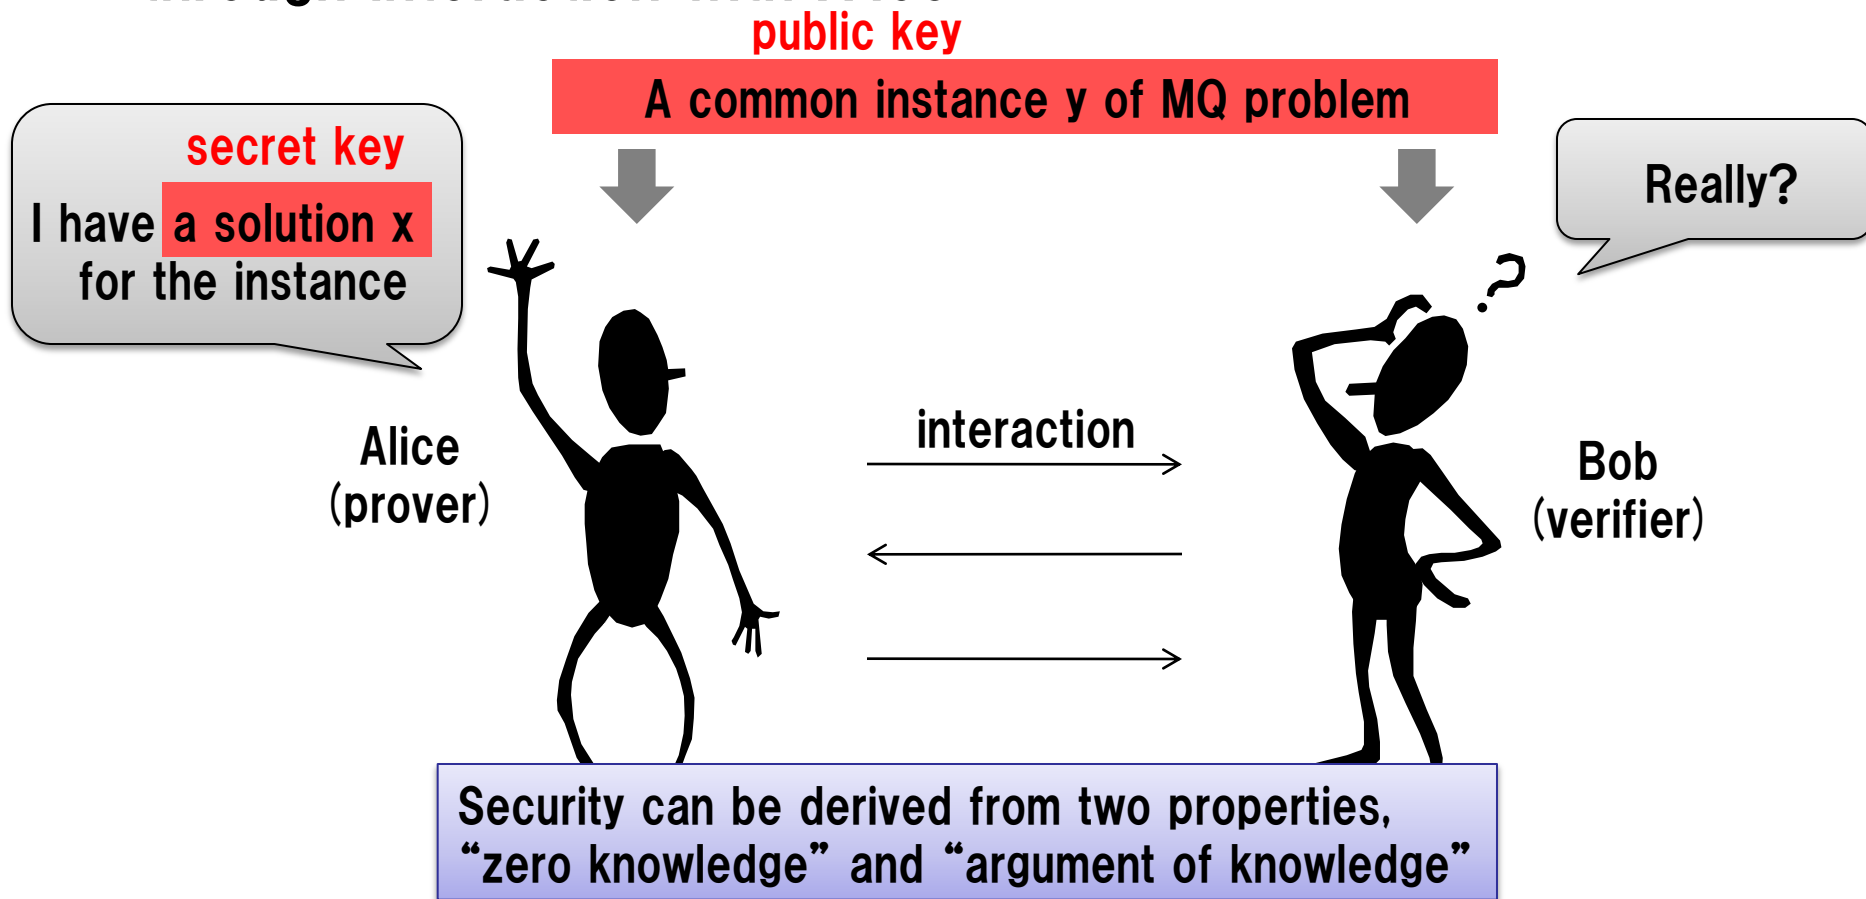 public key
A common instance y of MQ problem
secret key
I have a solution x
for the instance
Really?
?
interaction
Alice
(prover)
Bob
(verifier)
Security can be derived from two properties,
“zero knowledge” and “argument of knowledge”